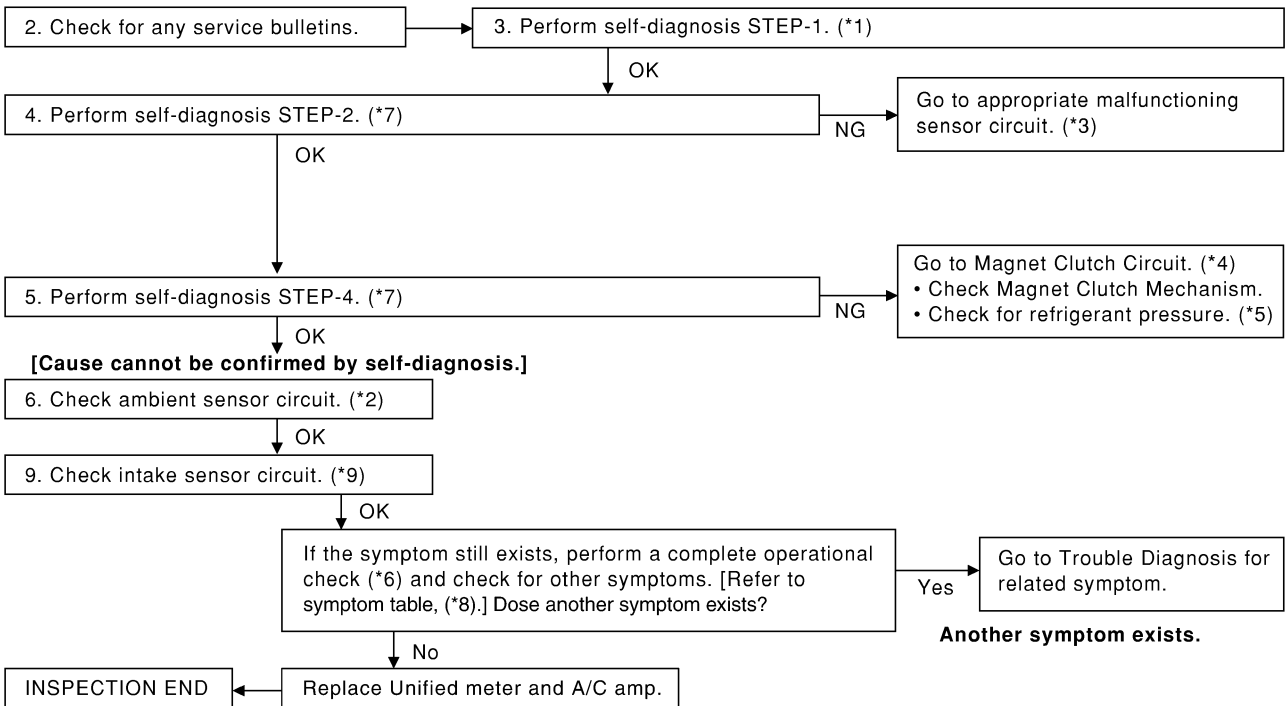 2. Check for any service bulletins.
3. Perform self-diagnosis STEP-1. (*1)
OK
4. Perform self-diagnosis STEP-2. (*7)
NG
Go to appropriate malfunctioning
sensor circuit. (*3)
OK
5. Perform self-diagnosis STEP-4. (*7)
NG
Go to Magnet Clutch Circuit. (*4)
• Check Magnet Clutch Mechanism.
• Check for refrigerant pressure. (*5)
OK
[Cause cannot be confirmed by self-diagnosis.]
6. Check ambient sensor circuit. (*2)
OK
9. Check intake sensor circuit. (*9)
OK
If the symptom still exists, perform a complete operational
check (*6) and check for other symptoms. [Refer to
symptom table, (*8).] Dose another symptom exists?
Yes
Go to Trouble Diagnosis for
related symptom.
Another symptom exists.
No
Replace Unified meter and A/C amp.
INSPECTION END